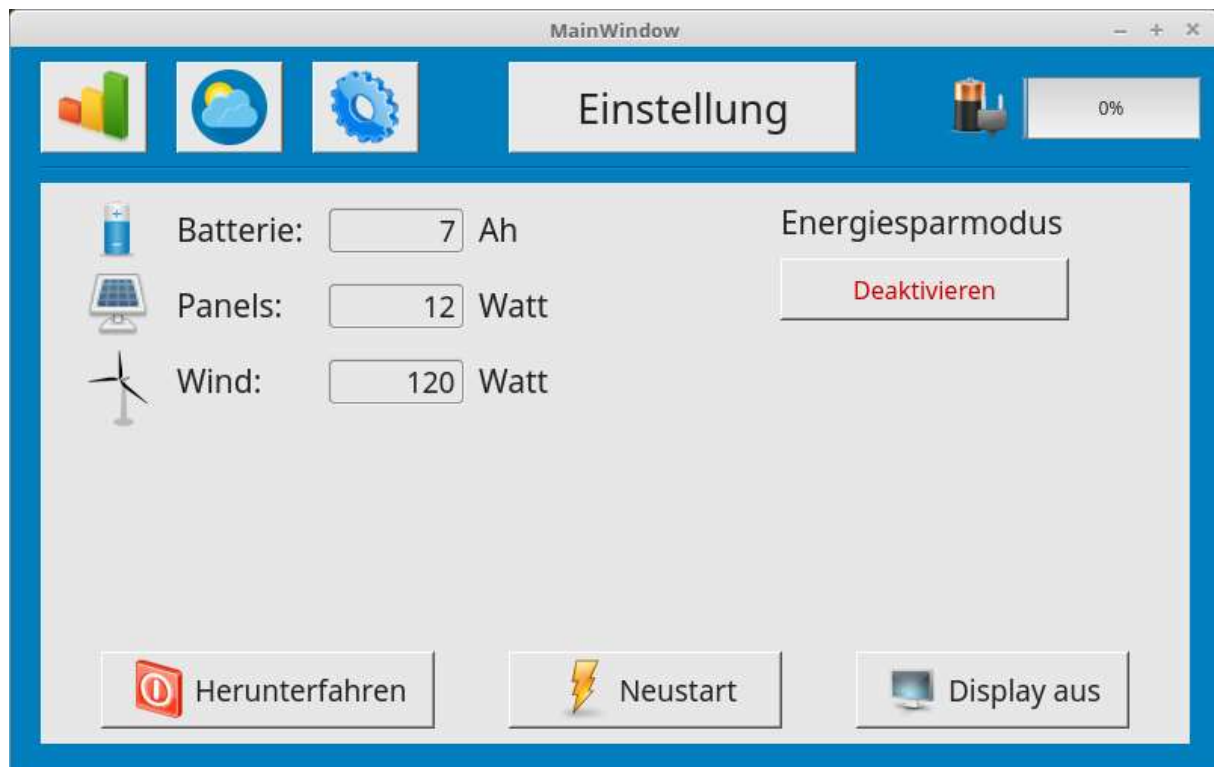 MainWindow
Einstellung
0%
Batterie: 7 Ah
Energiesparmodus
Deaktivieren
Panels: 12 Watt
Wind: 120 Watt
Herunterfahren
Neustart
Display aus